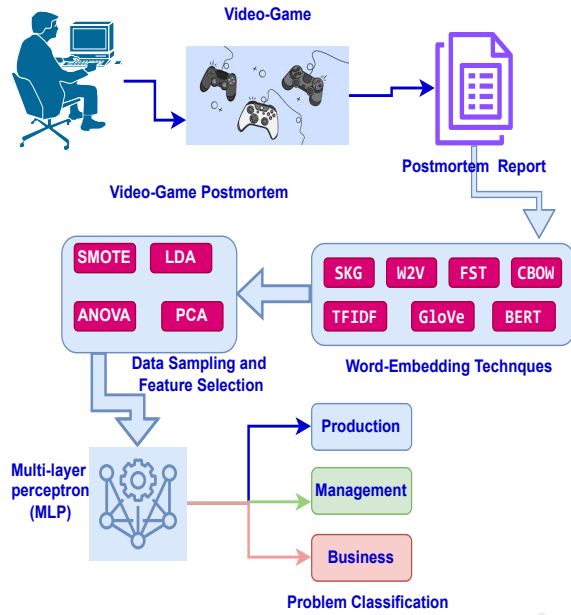 Video-Game
Postmortem Report
Video-Game Postmortem
SMOTE
LDA
ANOVA
PCA
Data Sampling and
Feature Selection
SKG
W2V
FST
CBOW
TFIDF
GloVe
BERT
Word-Embedding Technques
Multi-layer
perceptron
(MLP)
Production
Management
Business
Problem Classification